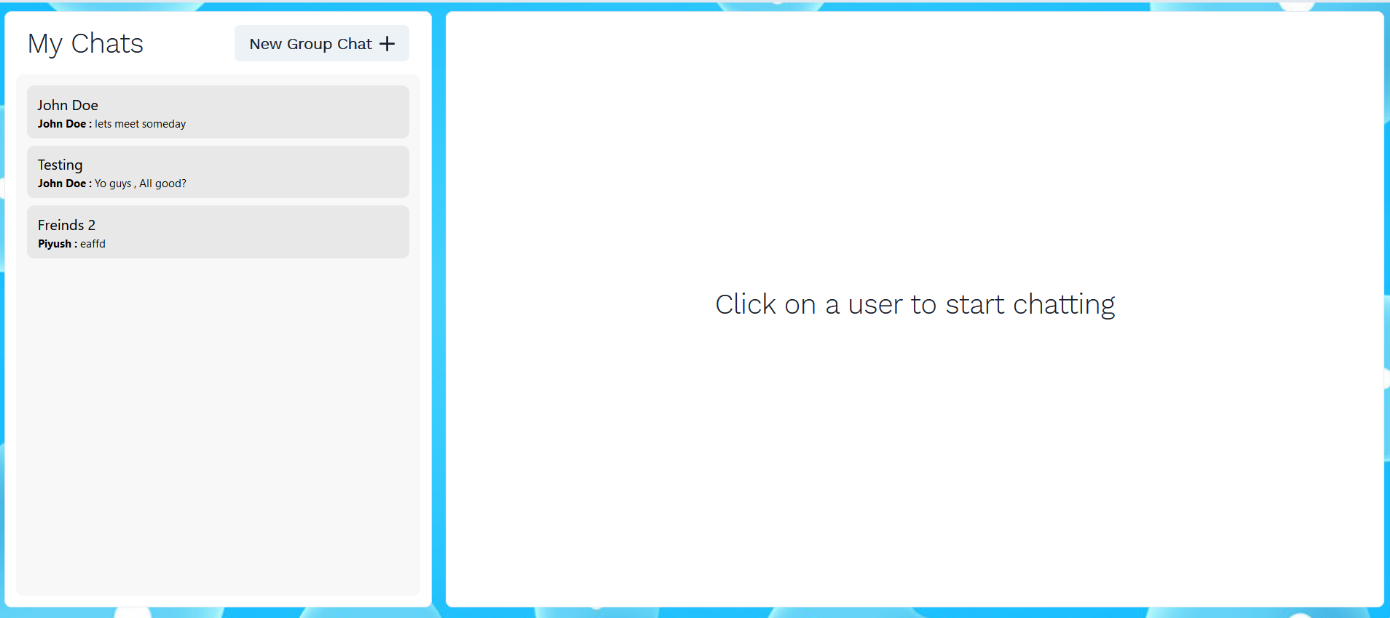 My Chats
New Group Chat +
John Doe
John Doe : lets meet someday
Testing
John Doe : Yo guys , All good?
Freinds 2
Piyush : eaffd
Click on a user to start chatting